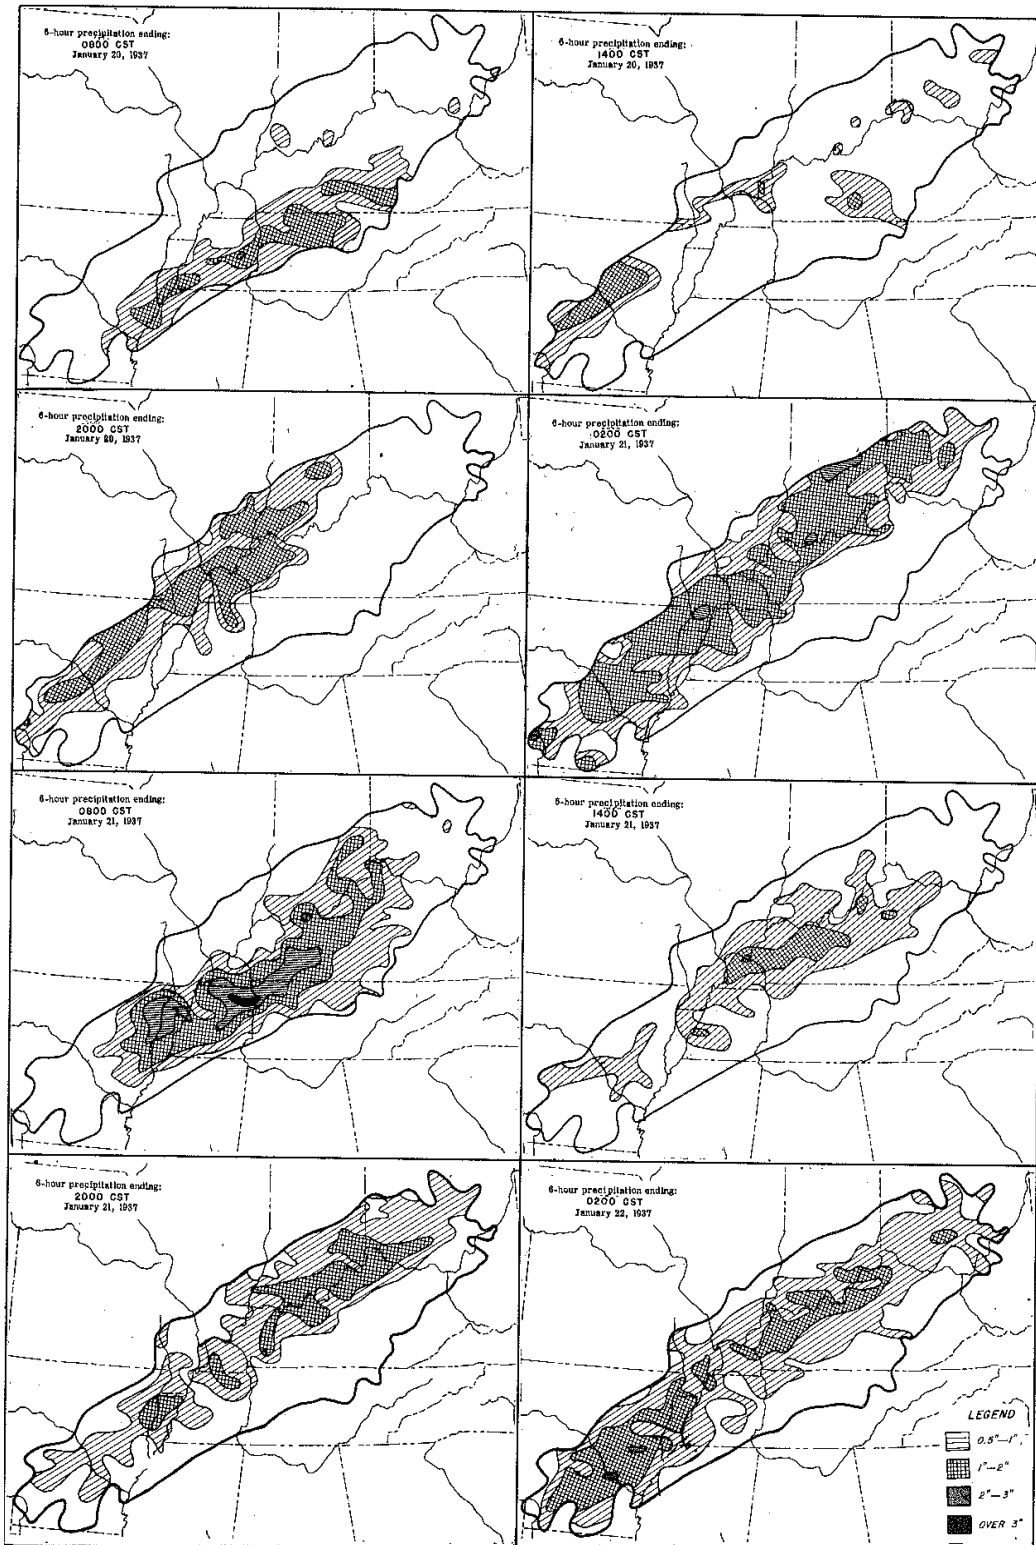 6-hour precipitation ending:
0800 CST
January 20, 1937
6-hour precipitation ending:
1400 CST
January 20, 1937
6-hour precipitation ending:
2000 CST
January 20, 1937
6-hour precipitation ending:
0200 CST
January 21, 1937
6-hour precipitation ending:
0800 CST
January 21, 1937
6-hour precipitation ending:
1400 CST
January 21, 1937
6-hour precipitation ending:
2000 CST
January 21, 1937
6-hour precipitation ending:
0200 CST
January 22, 1937
LEGEND
0.5"—1"
1"—2"
2"—3"
OVER 3"